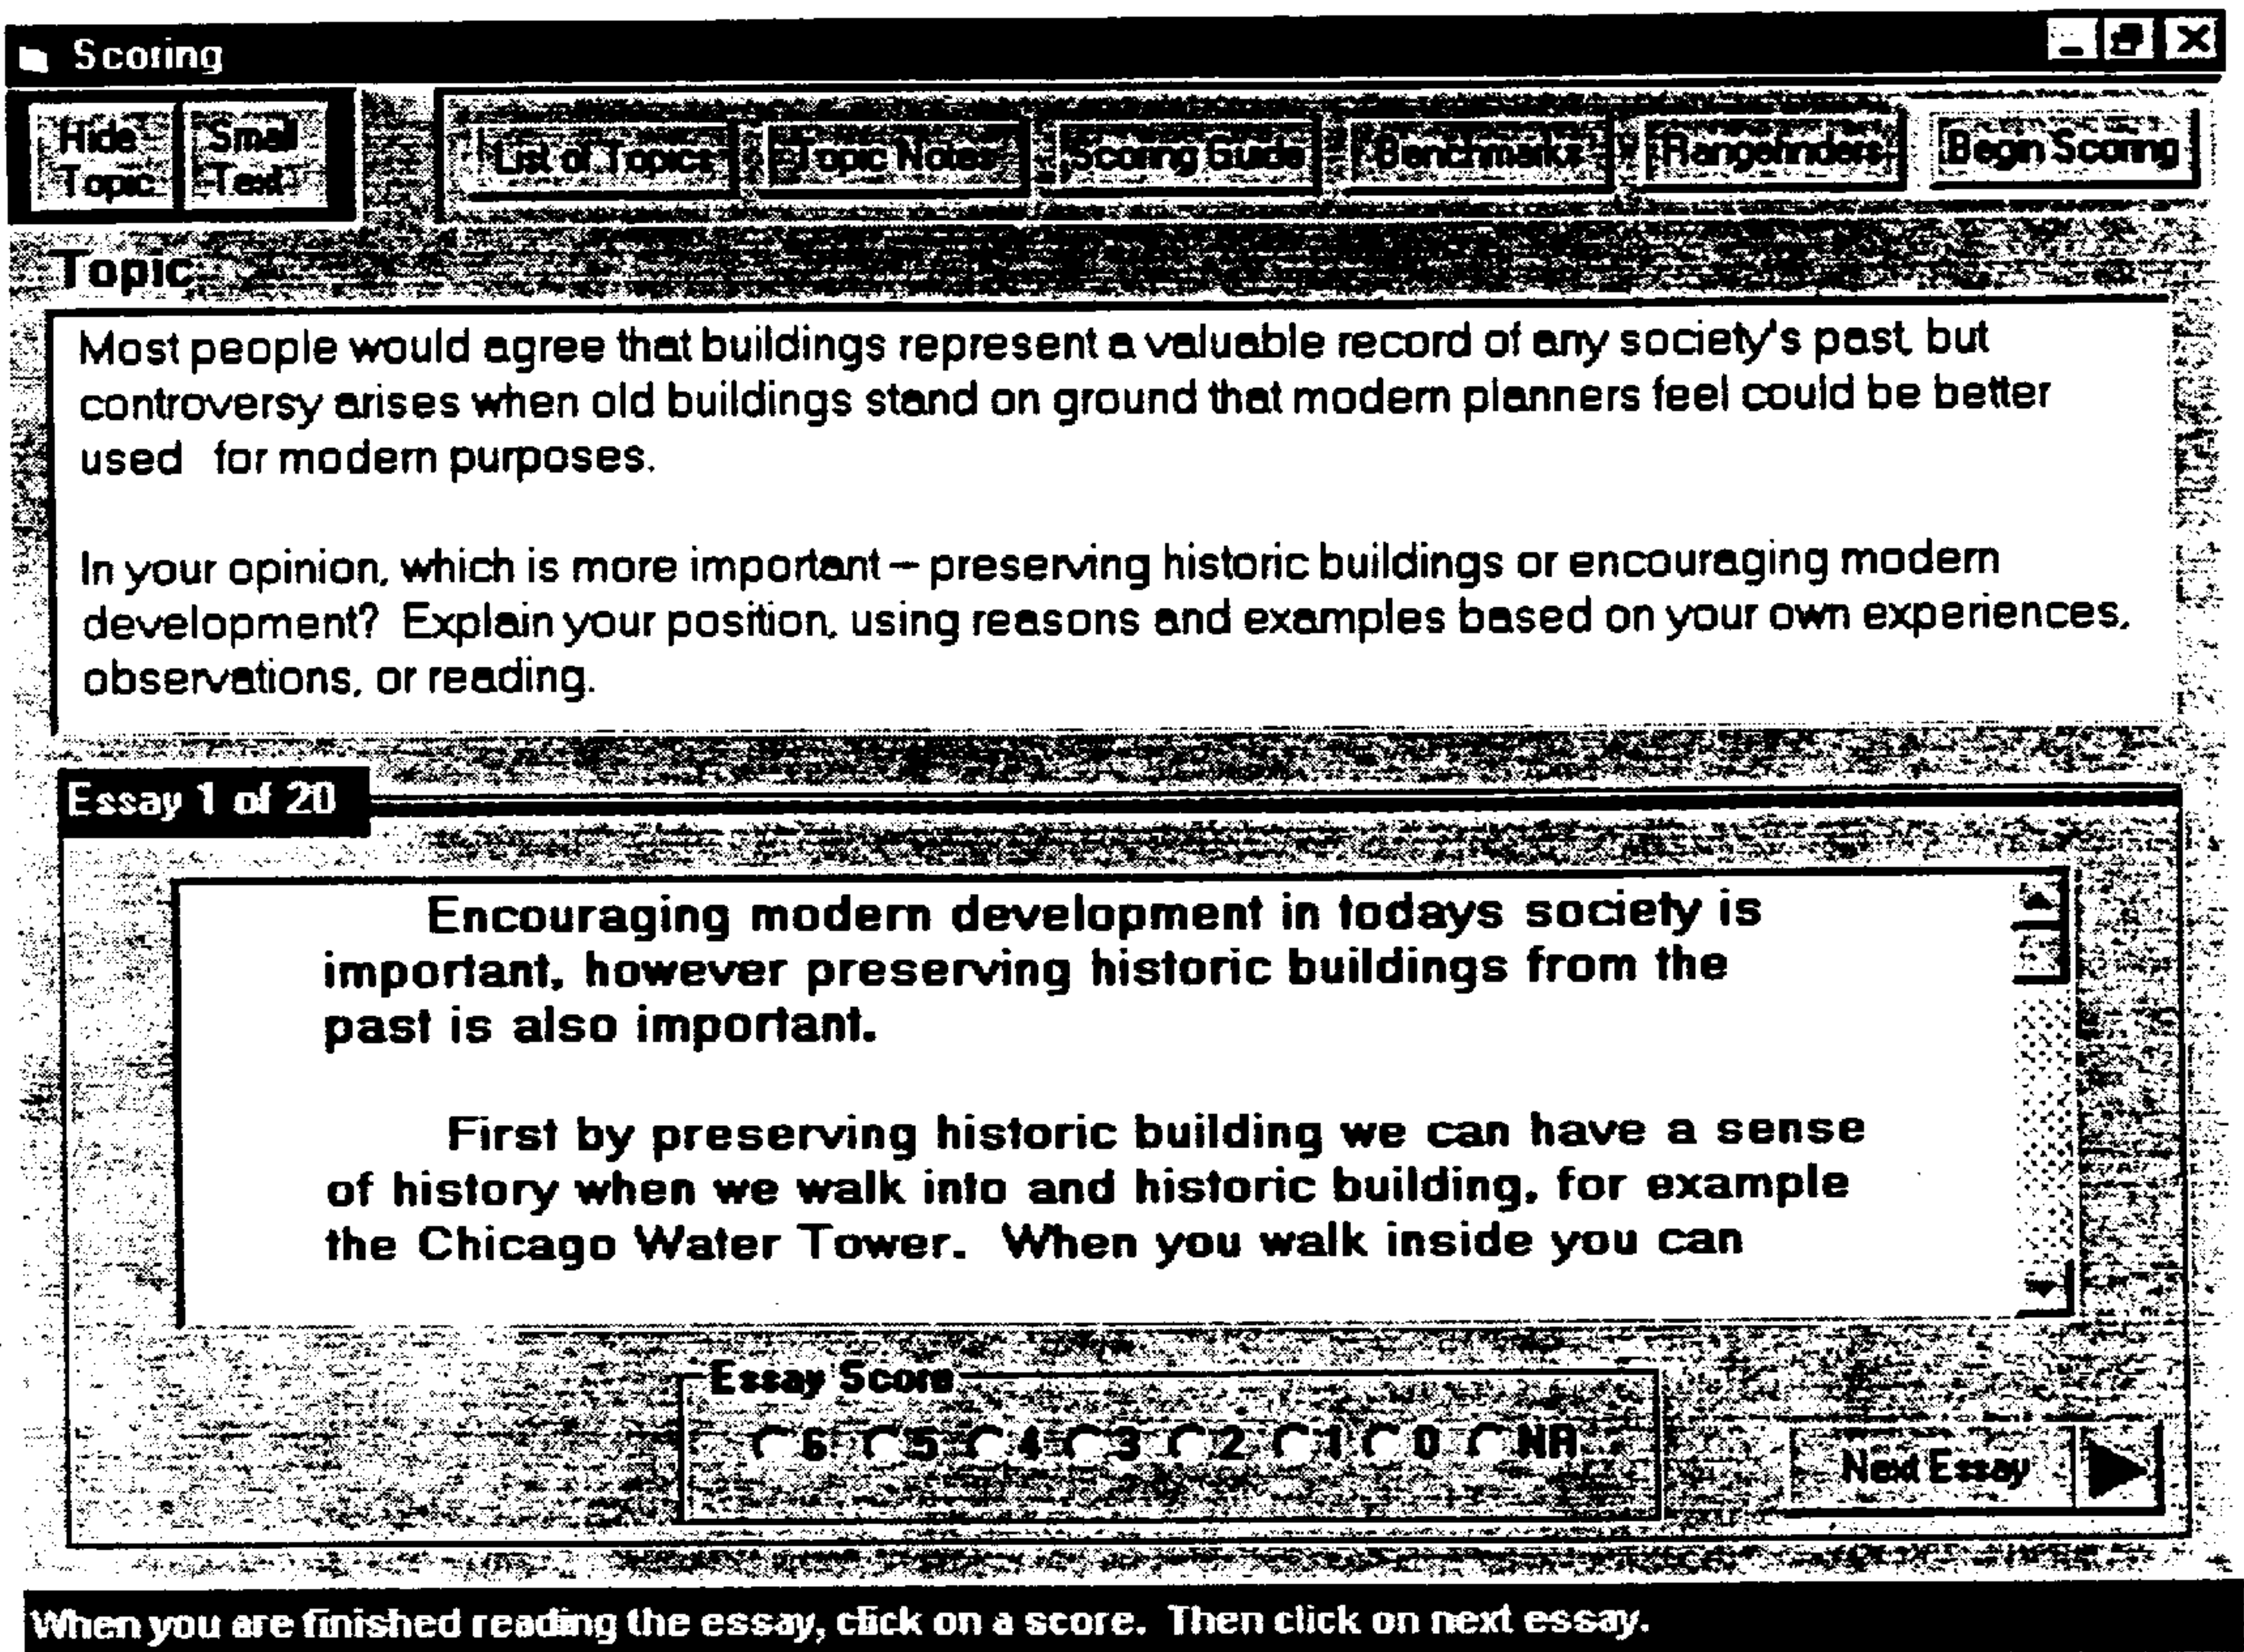 Scoring
Hide Topic
Small Text
List of Topics
Topic Notes
Scoring Guide
Benchmarks
Rangefinders
Begin Scoring
Topic
Most people would agree that buildings represent a valuable record of any society's past, but
controversy arises when old buildings stand on ground that modern planners feel could be better
used for modern purposes.
In your opinion, which is more important -- preserving historic buildings or encouraging modern
development? Explain your position, using reasons and examples based on your own experiences,
observations, or reading.
Essay 1 of 20
Encouraging modern development in todays society is
important, however preserving historic buildings from the
past is also important.
First by preserving historic building we can have a sense
of history when we walk into and historic building, for example
the Chicago Water Tower. When you walk inside you can
Essay Score
6 5 4 3 2 1 0 NA
Next Essay
When you are finished reading the essay, click on a score. Then click on next essay.